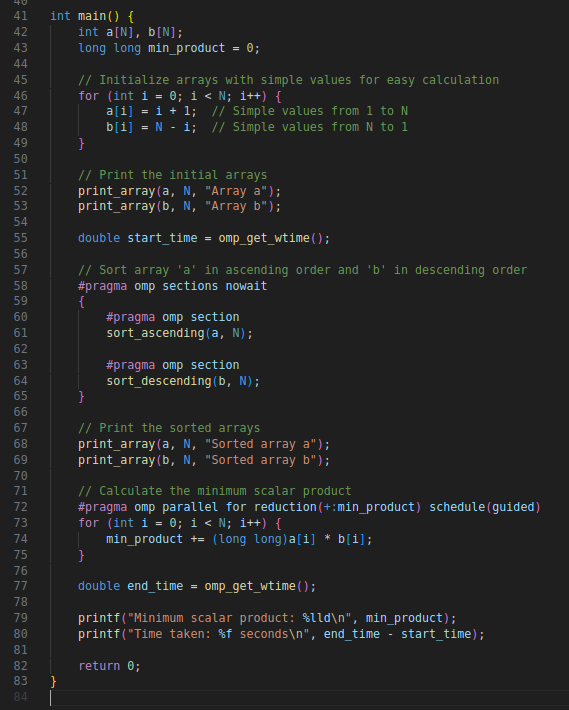 40
41 int main() {
42     int a[N], b[N];
43     long long min_product = 0;
44
45     // Initialize arrays with simple values for easy calculation
46     for (int i = 0; i < N; i++) {
47         a[i] = i + 1;  // Simple values from 1 to N
48         b[i] = N - i;  // Simple values from N to 1
49     }
50
51     // Print the initial arrays
52     print_array(a, N, "Array a");
53     print_array(b, N, "Array b");
54
55     double start_time = omp_get_wtime();
56
57     // Sort array 'a' in ascending order and 'b' in descending order
58     #pragma omp sections nowait
59     {
60         #pragma omp section
61         sort_ascending(a, N);
62
63         #pragma omp section
64         sort_descending(b, N);
65     }
66
67     // Print the sorted arrays
68     print_array(a, N, "Sorted array a");
69     print_array(b, N, "Sorted array b");
70
71     // Calculate the minimum scalar product
72     #pragma omp parallel for reduction(+:min_product) schedule(guided)
73     for (int i = 0; i < N; i++) {
74         min_product += (long long)a[i] * b[i];
75     }
76
77     double end_time = omp_get_wtime();
78
79     printf("Minimum scalar product: %lld\n", min_product);
80     printf("Time taken: %f seconds\n", end_time - start_time);
81
82     return 0;
83 }
84